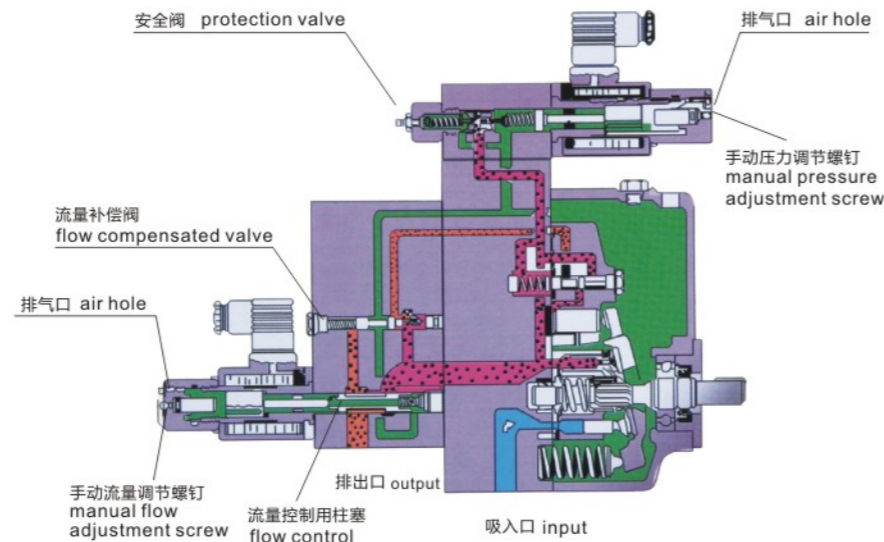 安全阀 protection valve
排气口 air hole
手动压力调节螺钉
manual pressure
adjustment screw
流量补偿阀
flow compensated valve
排气口 air hole
手动流量调节螺钉
manual flow
adjustment screw
流量控制用柱塞
flow control
排出口 output
吸入口 input